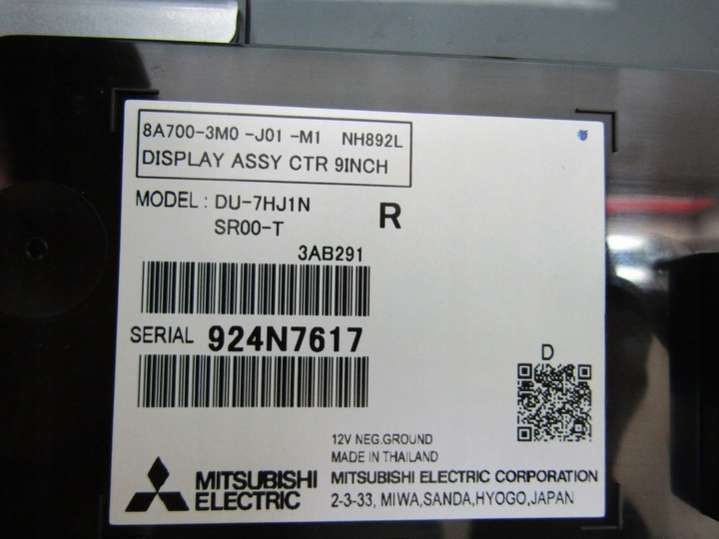 8A700-3M0 -J01 -M1 NH892L
DISPLAY ASSY CTR 9INCH
MODEL : DU-7HJ1N
SR00-T
R
3AB291
SERIAL 924N7617
D
12V NEG.GROUND
MADE IN THAILAND
MITSUBISHI ELECTRIC
MITSUBISHI ELECTRIC CORPORATION
2-3-33, MIWA,SANDA,HYOGO,JAPAN